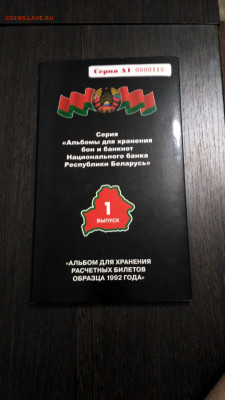 COINS.LAVE.RU
Серия А1 0000119
Серия
«Альбомы для хранения
бон и банкнот
Национального банка
Республики Беларусь»
1
ВЫПУСК
«АЛЬБОМ ДЛЯ ХРАНЕНИЯ
РАСЧЕТНЫХ БИЛЕТОВ
ОБРАЗЦА 1992 ГОДА»